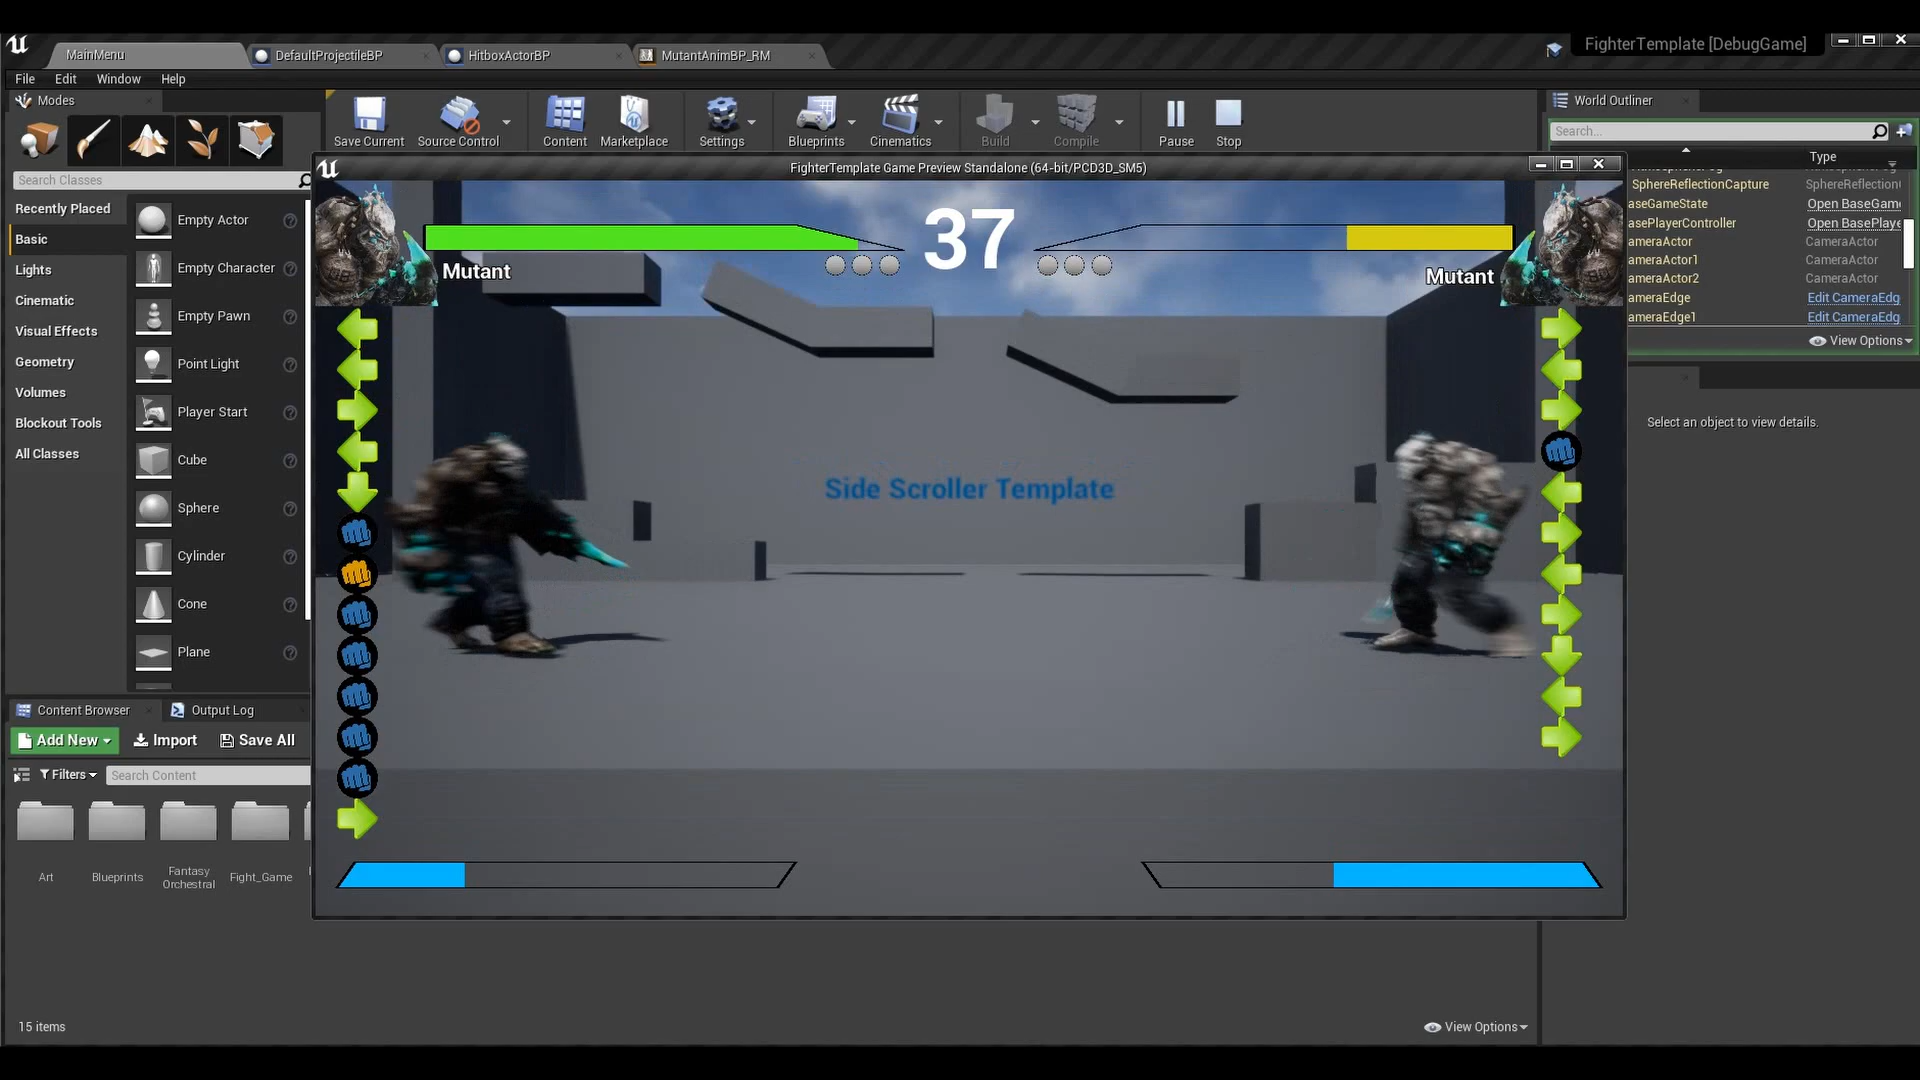 MainMenu
DefaultProjectileBP
HitboxActorBP
MutantAnimBP_RM
FighterTemplate [DebugGame]
File Edit Window Help
Modes
Save Current
Source Control
Content
Marketplace
Settings
Blueprints
Cinematics
Build
Compile
Pause
Stop
World Outliner
Search...
Type
Search Classes
Recently Placed
Basic
Lights
Cinematic
Visual Effects
Geometry
Volumes
Blockout Tools
All Classes
Empty Actor
Empty Character
Empty Pawn
Point Light
Player Start
Cube
Sphere
Cylinder
Cone
Plane
FighterTemplate Game Preview Standalone (64-bit/PCD3D_SM5)
37
Mutant
Mutant
Side Scroller Template
SphereReflectionCapture SphereReflection
aseGameState Open BaseGam
asePlayerController Open BasePlaye
ameraActor CameraActor
ameraActor1 CameraActor
ameraActor2 CameraActor
ameraEdge Edit CameraEdg
ameraEdge1 Edit CameraEdg
View Options
Select an object to view details.
Content Browser
Output Log
Add New
Import
Save All
Filters
Search Content
Art
Blueprints
Fantasy
Orchestral
Fight_Game
15 items
View Options